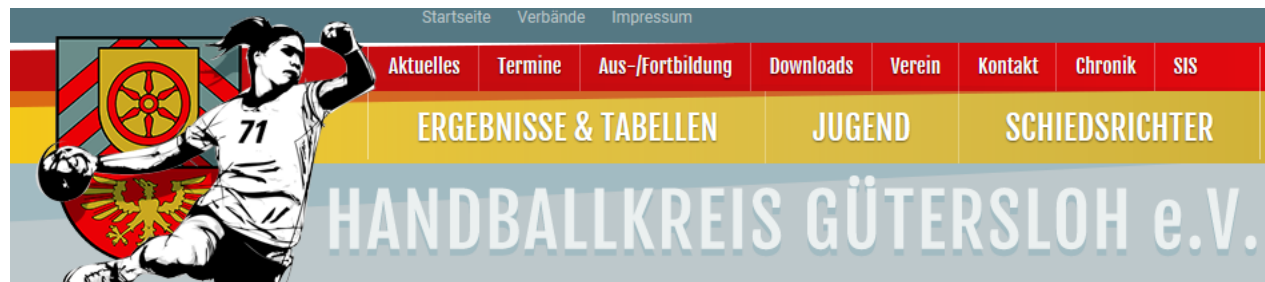 Startseite Verbände Impressum
Aktuelles Termine Aus-/Fortbildung Downloads Verein Kontakt Chronik SIS
ERGEBNISSE & TABELLEN JUGEND SCHIEDSRICHTER
71
HANDBALLKREIS GÜTERSLOH e.V.